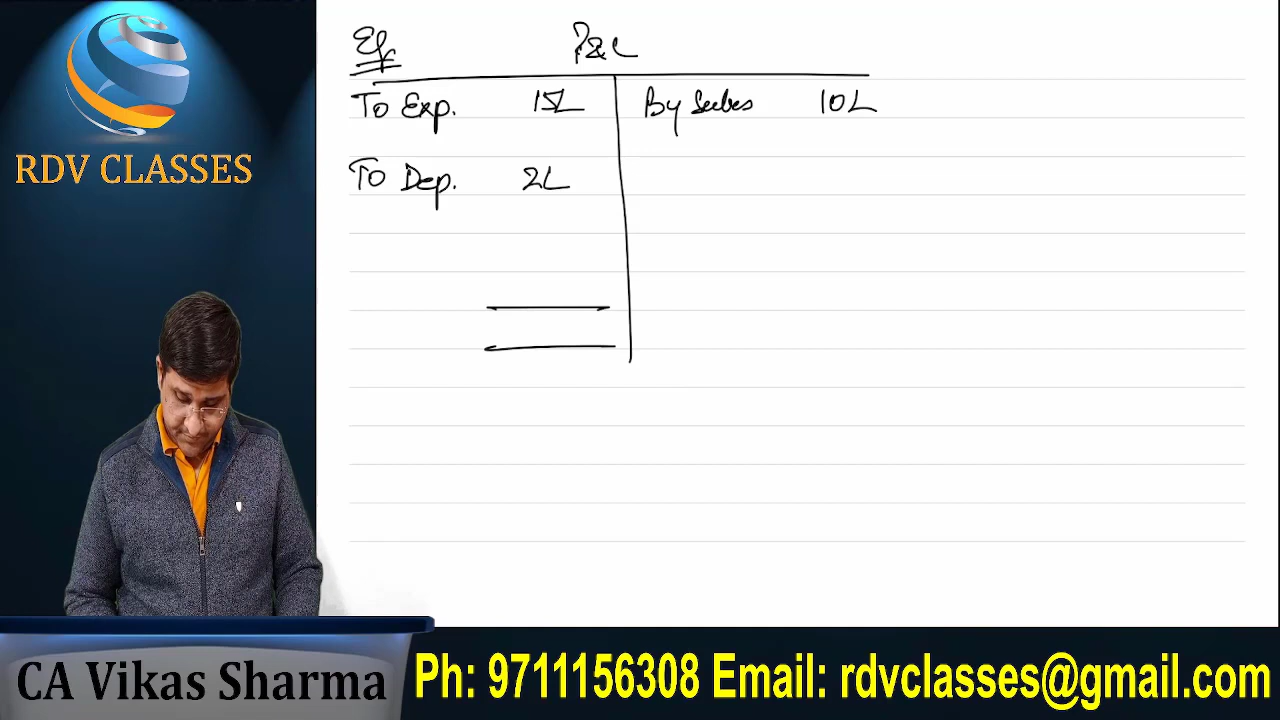 Eg
P&L
To Exp. 15L By Sales 10L
To Dep. 2L
RDV CLASSES
CA Vikas Sharma
Ph: 9711156308 Email: rdvclasses@gmail.com